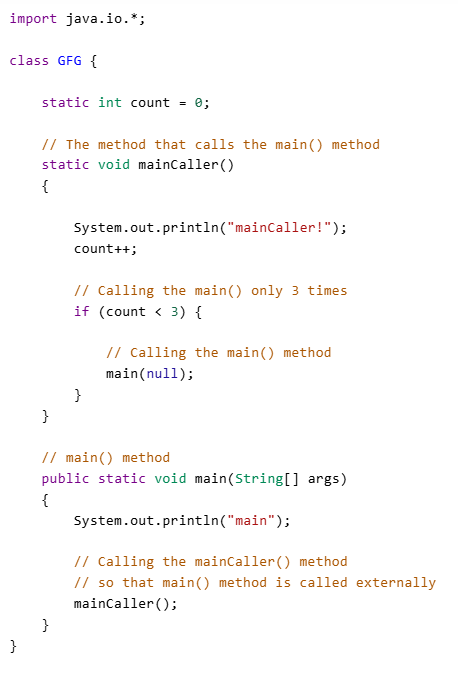 import java.io.*;
class GFG {
static int count = 0;
// The method that calls the main() method
static void mainCaller()
{
System.out.println("mainCaller!");
count++;
// Calling the main() only 3 times
if (count < 3) {
// Calling the main() method
main(null);
}
}
// main() method
public static void main(String[] args)
{
System.out.println("main");
// Calling the mainCaller() method
// so that main() method is called externally
mainCaller();
}
}